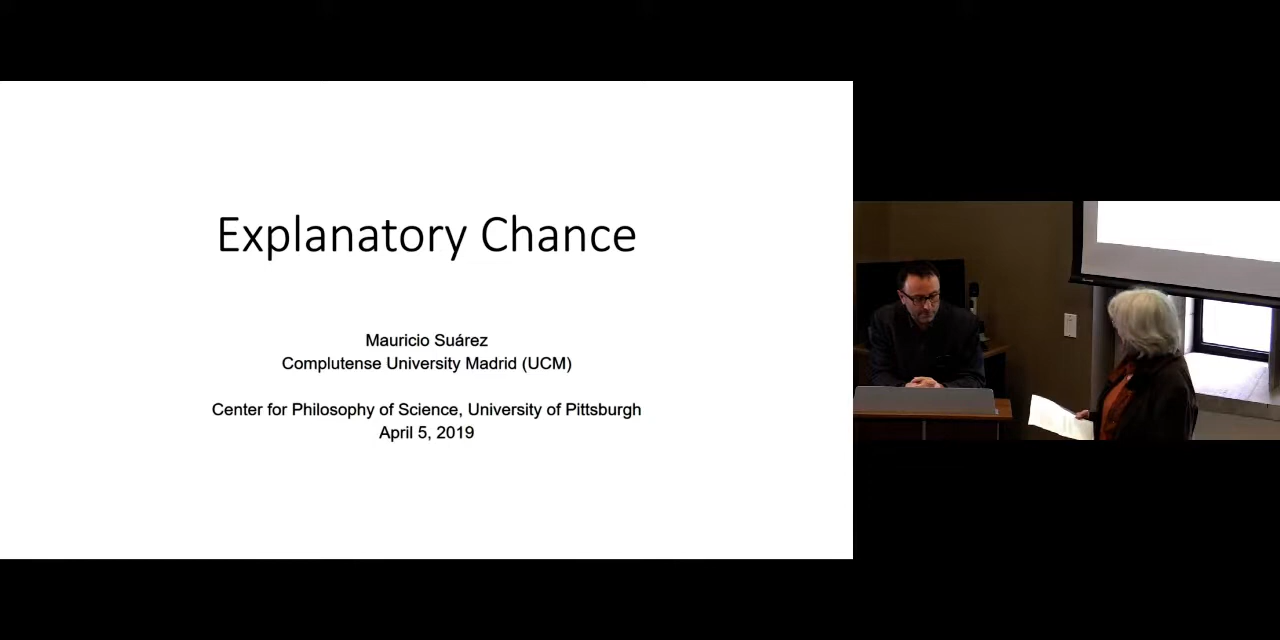 Explanatory Chance
Mauricio Suárez
Complutense University Madrid (UCM)
Center for Philosophy of Science, University of Pittsburgh
April 5, 2019